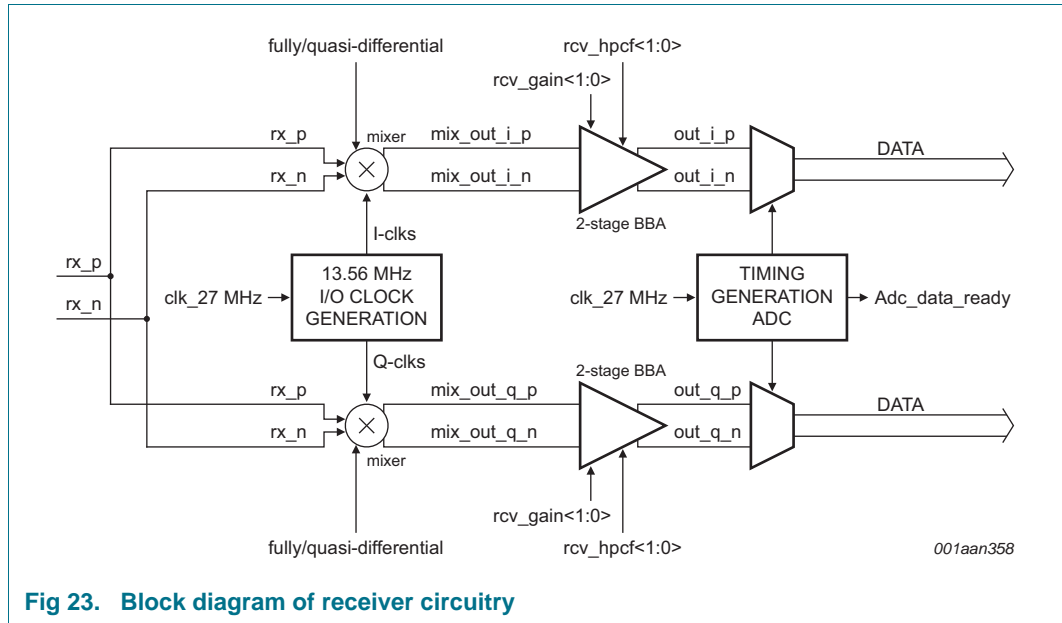 fully/quasi-differential
rcv_hpcf<1:0>
rcv_gain<1:0>
rx_p
mixer
mix_out_i_p
out_i_p
DATA
rx_n
mix_out_i_n
out_i_n
2-stage BBA
I-clks
rx_p
clk_27 MHz
13.56 MHz
I/O CLOCK
GENERATION
clk_27 MHz
TIMING
GENERATION
ADC
Adc_data_ready
rx_n
Q-clks
2-stage BBA
rx_p
mix_out_q_p
out_q_p
DATA
rx_n
mix_out_q_n
out_q_n
mixer
rcv_gain<1:0>
fully/quasi-differential
rcv_hpcf<1:0>
001aan358
Fig 23. Block diagram of receiver circuitry